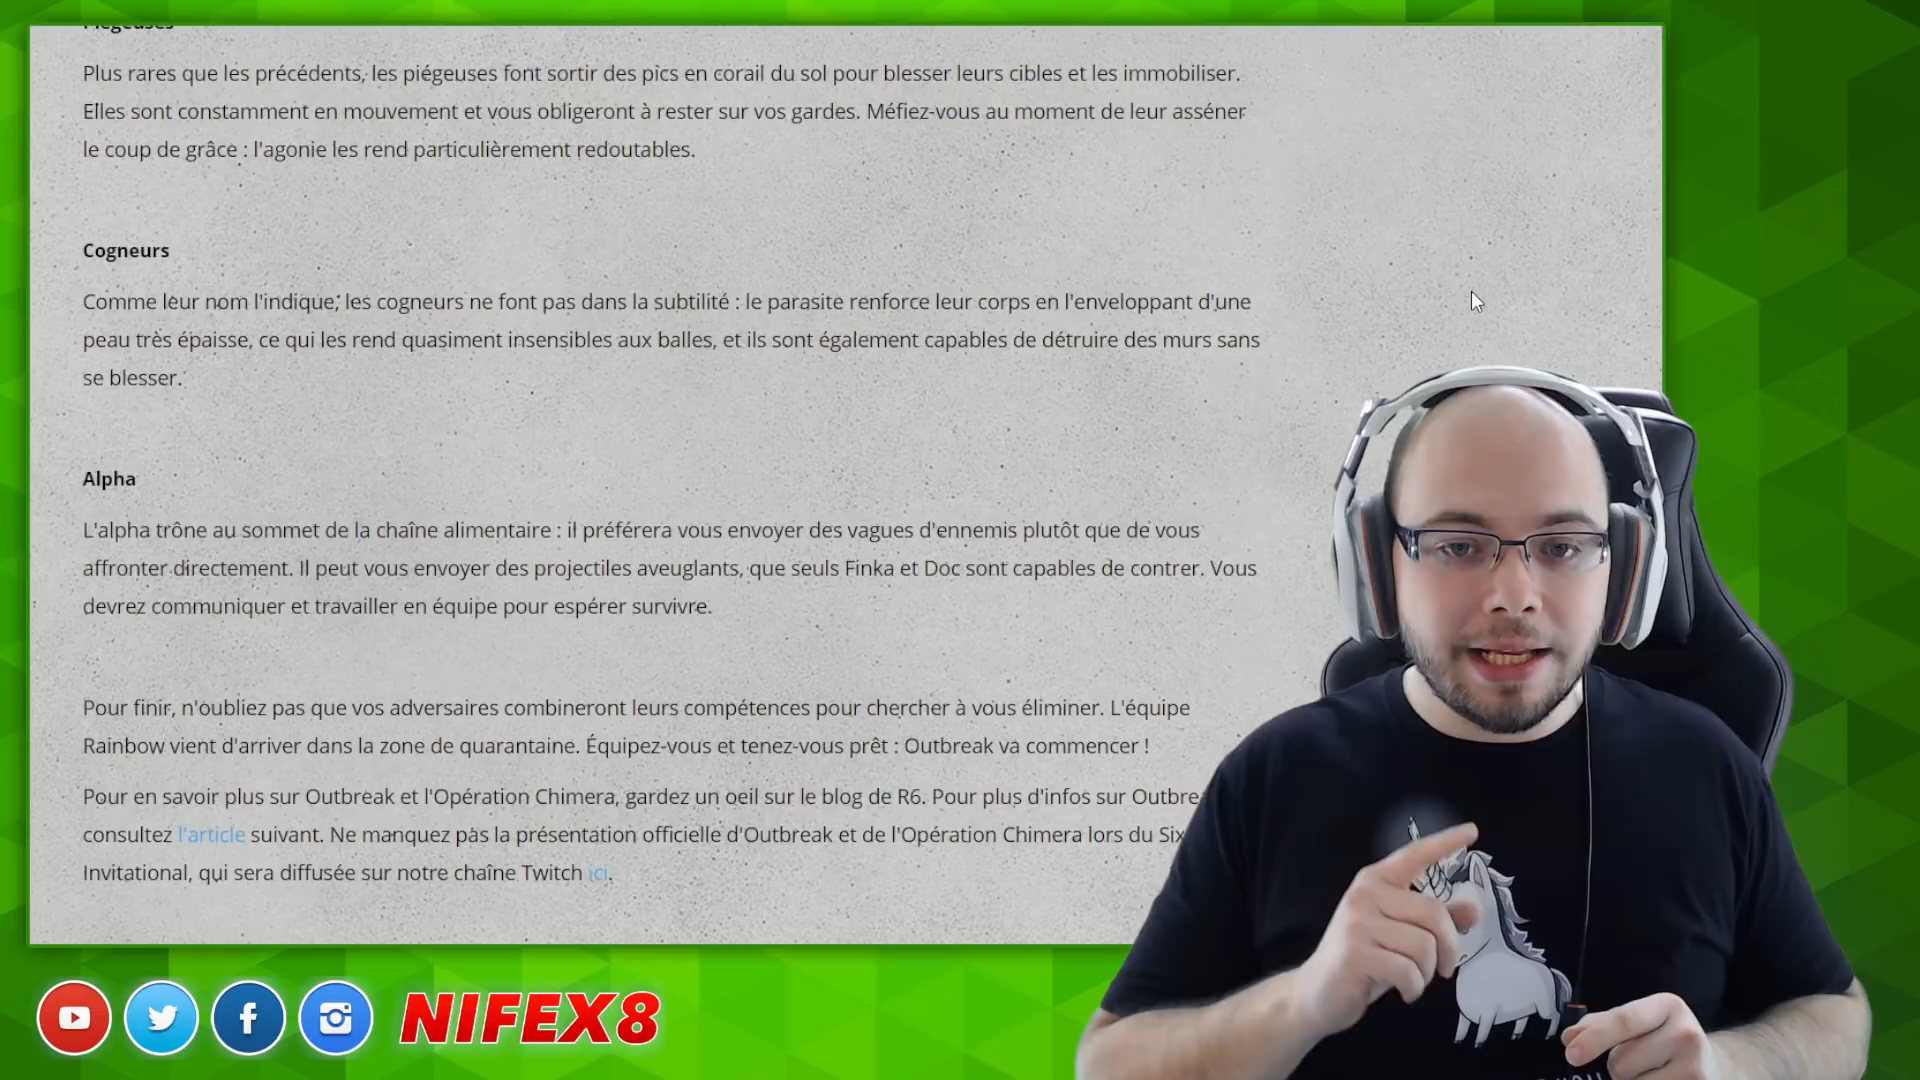 Piégeuses
Plus rares que les précédents, les piégeuses font sortir des pics en corail du sol pour blesser leurs cibles et les immobiliser.
Elles sont constamment en mouvement et vous obligeront à rester sur vos gardes. Méfiez-vous au moment de leur asséner
le coup de grâce : l'agonie les rend particulièrement redoutables.
Cogneurs
Comme leur nom l'indique, les cogneurs ne font pas dans la subtilité : le parasite renforce leur corps en l'enveloppant d'une
peau très épaisse, ce qui les rend quasiment insensibles aux balles, et ils sont également capables de détruire des murs sans
se blesser.
Alpha
L'alpha trône au sommet de la chaîne alimentaire : il préférera vous envoyer des vagues d'ennemis plutôt que de vous
affronter directement. Il peut vous envoyer des projectiles aveuglants, que seuls Finka et Doc sont capables de contrer. Vous
devrez communiquer et travailler en équipe pour espérer survivre.
Pour finir, n'oubliez pas que vos adversaires combineront leurs compétences pour chercher à vous éliminer. L'équipe
Rainbow vient d'arriver dans la zone de quarantaine. Équipez-vous et tenez-vous prêt : Outbreak va commencer !
Pour en savoir plus sur Outbreak et l'Opération Chimera, gardez un oeil sur le blog de R6. Pour plus d'infos sur Outbre
consultez l'article suivant. Ne manquez pas la présentation officielle d'Outbreak et de l'Opération Chimera lors du Six
Invitational, qui sera diffusée sur notre chaîne Twitch ici.
NIFEX8